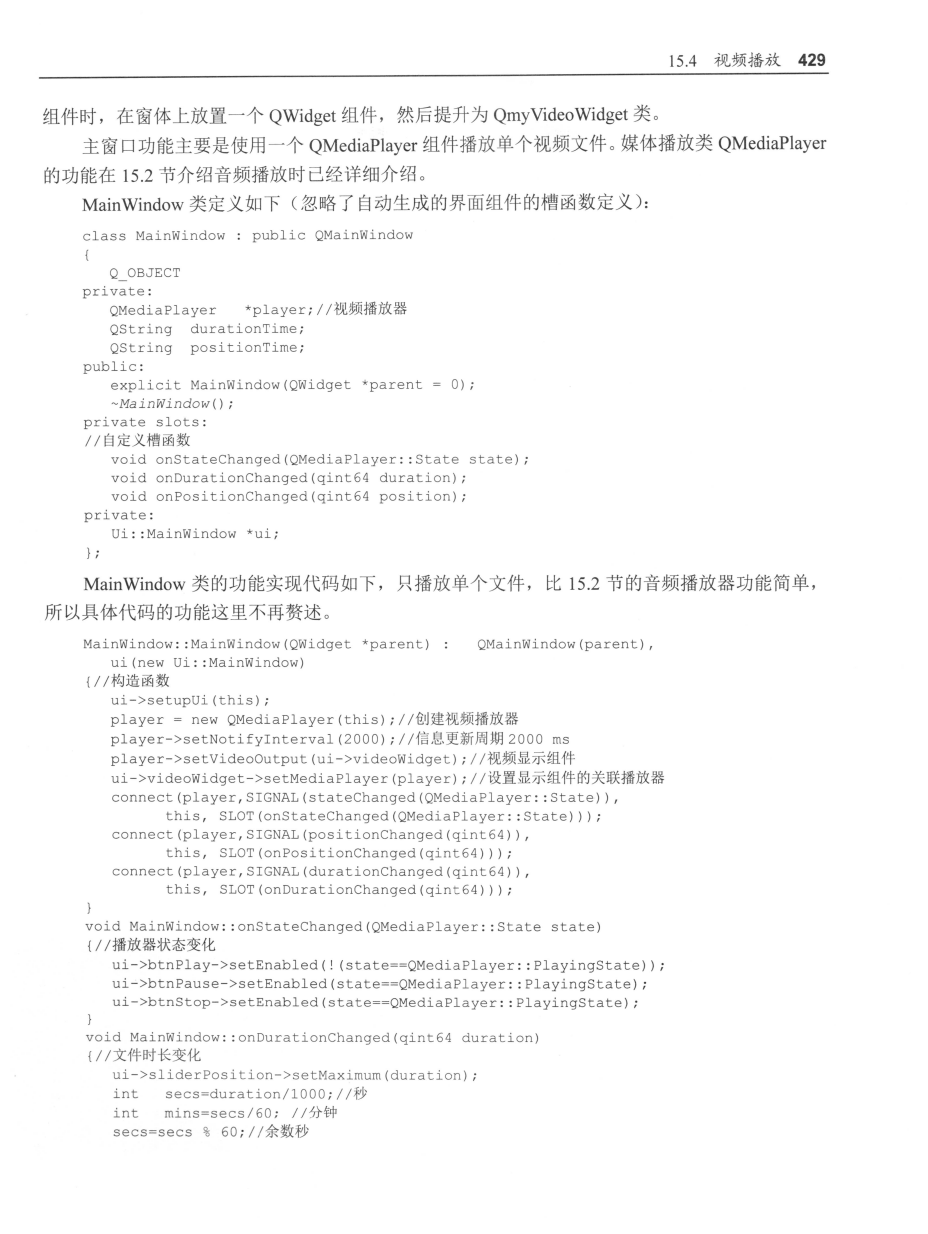 15.4 视频播放 429
组件时，在窗体上放置一个 QWidget 组件，然后提升为 QmyVideoWidget 类。
主窗口功能主要是使用一个 QMediaPlayer 组件播放单个视频文件。媒体播放类 QMediaPlayer
的功能在 15.2 节介绍音频播放时已经详细介绍。
MainWindow 类定义如下（忽略了自动生成的界面组件的槽函数定义）：
class MainWindow : public QMainWindow
{
Q_OBJECT
private:
QMediaPlayer *player;//视频播放器
QString durationTime;
QString positionTime;
public:
explicit MainWindow(QWidget *parent = 0);
~MainWindow();
private slots:
//自定义槽函数
void onStateChanged(QMediaPlayer::State state);
void onDurationChanged(qint64 duration);
void onPositionChanged(qint64 position);
private:
Ui::MainWindow *ui;
};
MainWindow 类的功能实现代码如下，只播放单个文件，比 15.2 节的音频播放器功能简单，
所以具体代码的功能这里不再赘述。
MainWindow::MainWindow(QWidget *parent) : QMainWindow(parent),
ui(new Ui::MainWindow)
{//构造函数
ui->setupUi(this);
player = new QMediaPlayer(this);//创建视频播放器
player->setNotifyInterval(2000);//信息更新周期 2000 ms
player->setVideoOutput(ui->videoWidget);//视频显示组件
ui->videoWidget->setMediaPlayer(player);//设置显示组件的关联播放器
connect(player,SIGNAL(stateChanged(QMediaPlayer::State)),
this, SLOT(onStateChanged(QMediaPlayer::State)));
connect(player,SIGNAL(positionChanged(qint64)),
this, SLOT(onPositionChanged(qint64)));
connect(player,SIGNAL(durationChanged(qint64)),
this, SLOT(onDurationChanged(qint64)));
}
void MainWindow::onStateChanged(QMediaPlayer::State state)
{//播放器状态变化
ui->btnPlay->setEnabled(!(state==QMediaPlayer::PlayingState));
ui->btnPause->setEnabled(state==QMediaPlayer::PlayingState);
ui->btnStop->setEnabled(state==QMediaPlayer::PlayingState);
}
void MainWindow::onDurationChanged(qint64 duration)
{//文件时长变化
ui->sliderPosition->setMaximum(duration);
int secs=duration/1000;//秒
int mins=secs/60; //分钟
secs=secs % 60;//余数秒